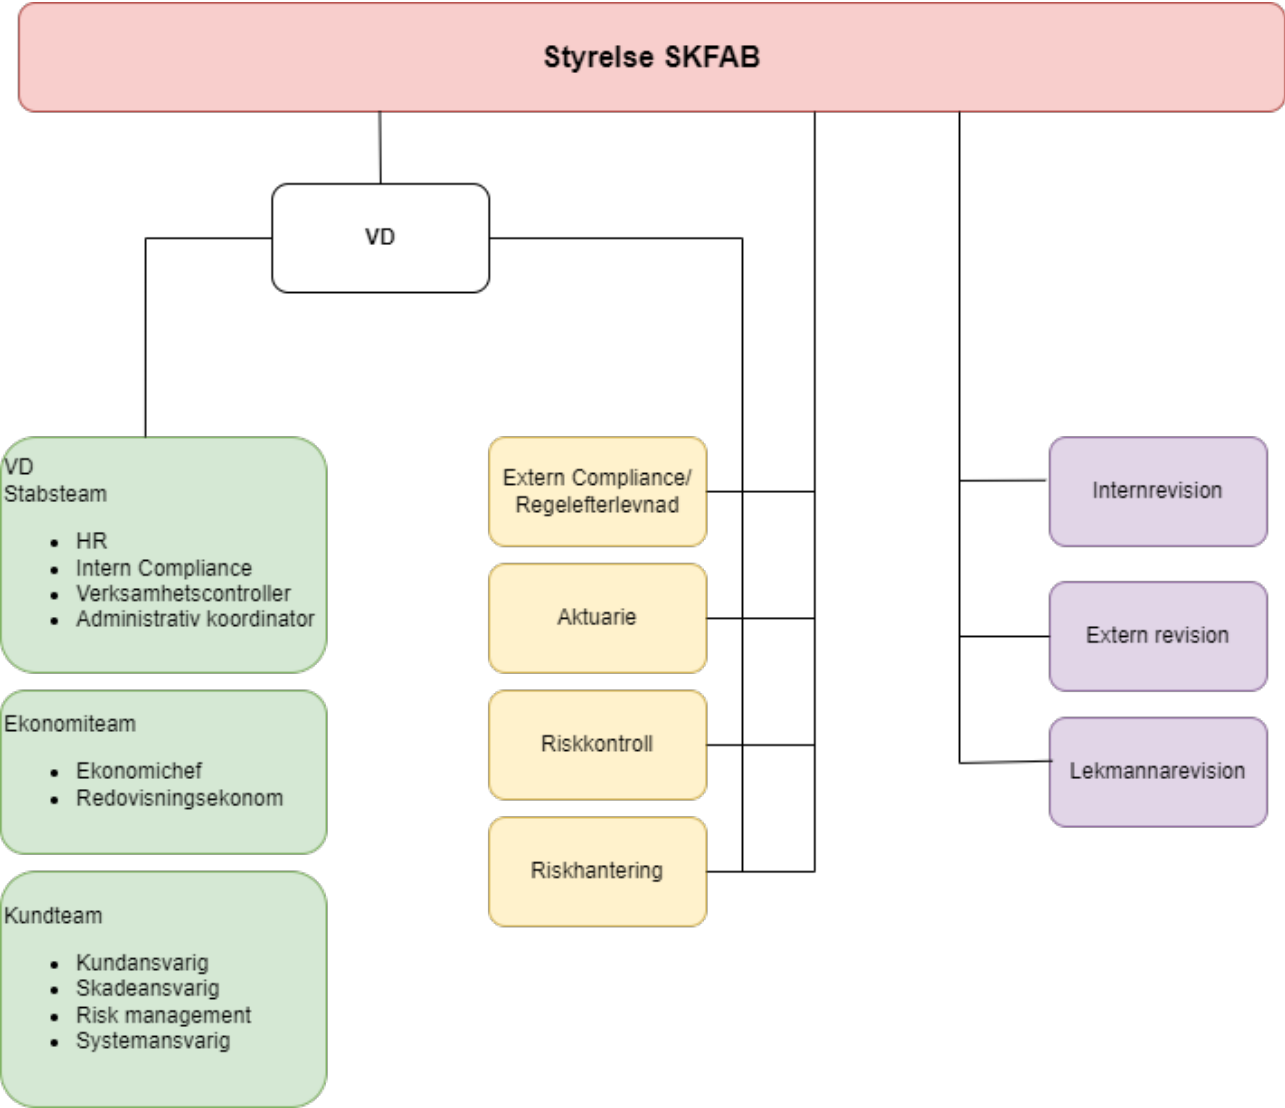 Styrelse SKFAB
VD
VD
Stabsteam
• HR
• Intern Compliance
• Verksamhetscontroller
• Administrativ koordinator
Ekonomiteam
• Ekonomichef
• Redovisningsekonom
Kundteam
• Kundansvarig
• Skadeansvarig
• Risk management
• Systemansvarig
Extern Compliance/
Regelefterlevnad
Aktuarie
Riskkontroll
Riskhantering
Internrevision
Extern revision
Lekmannarevision